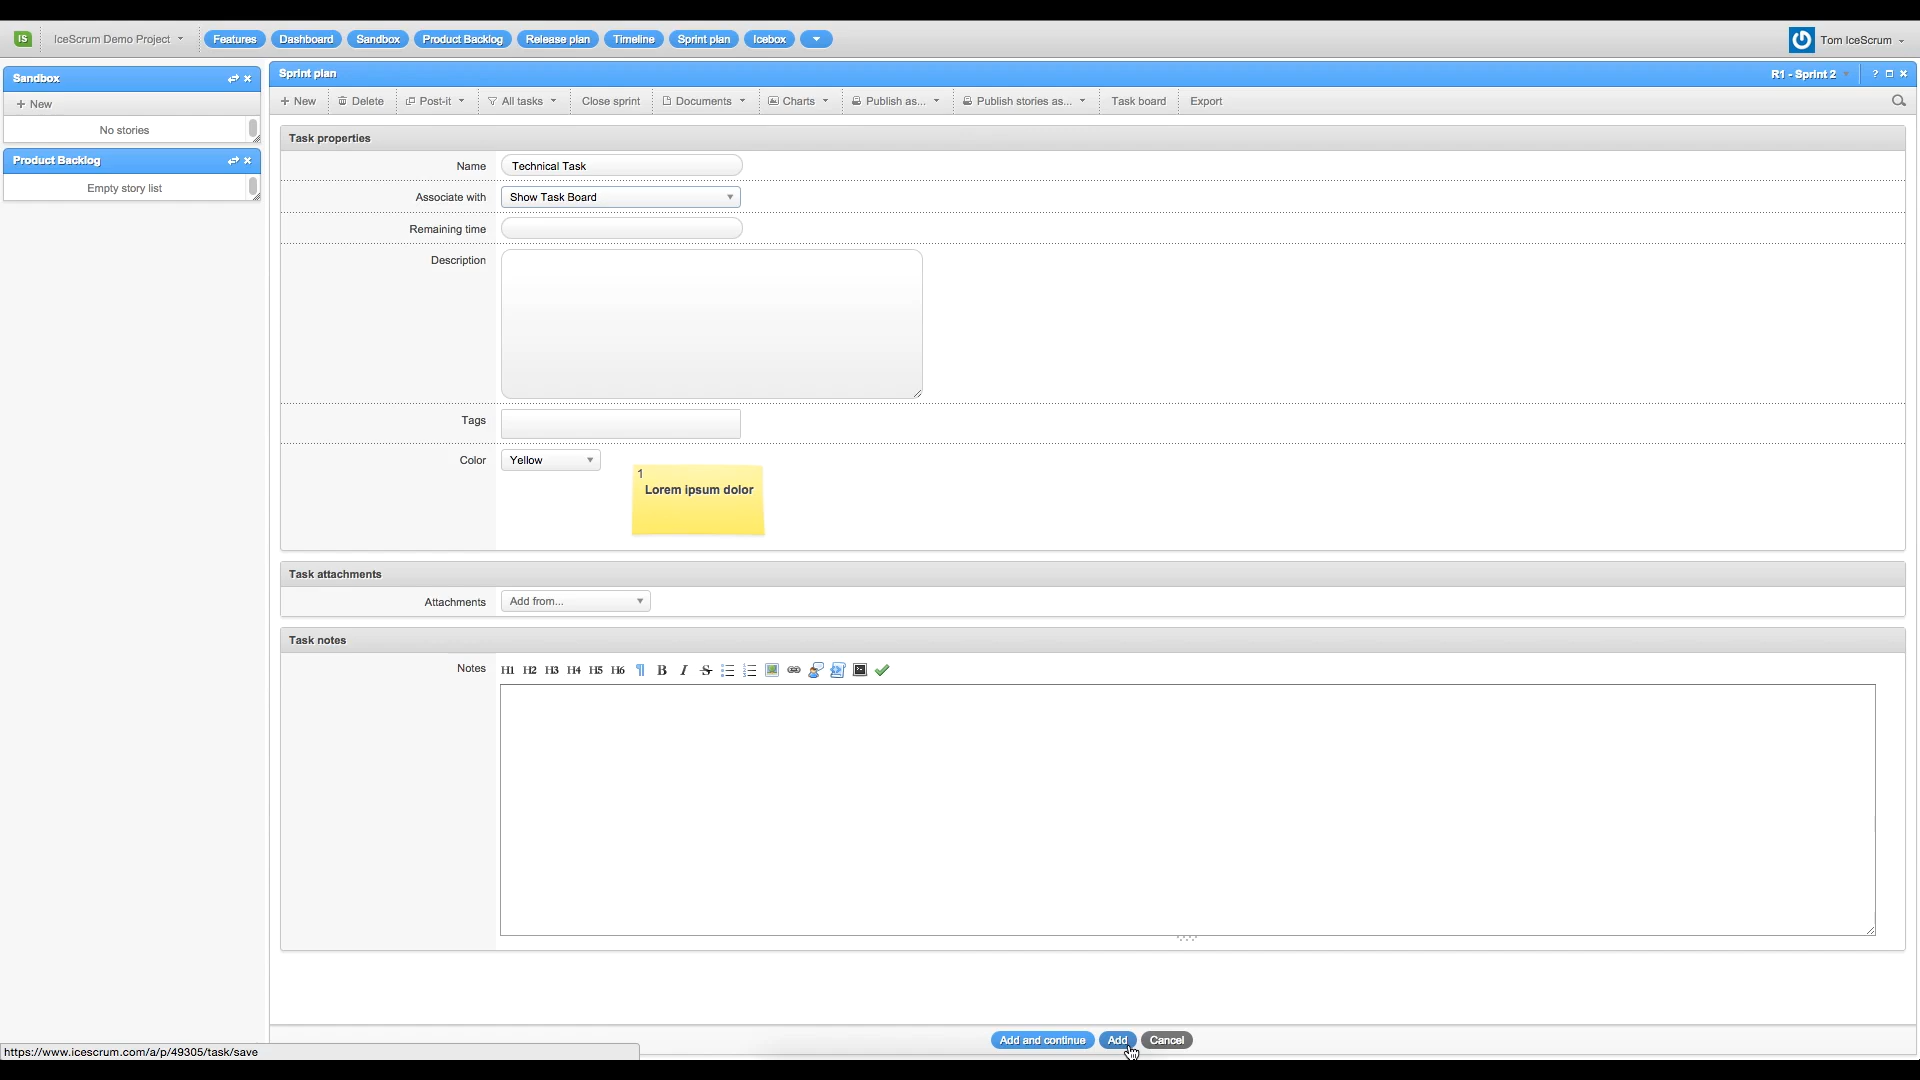 IS IceScrum Demo Project Features Dashboard Sandbox Product Backlog Release plan Timeline Sprint plan Icebox Tom IceScrum
Sandbox
+ New
No stories
Product Backlog
Empty story list
Sprint plan R1 - Sprint 2 ?
+ New Delete Post-it All tasks Close sprint Documents Charts Publish as... Publish stories as... Task board Export
Task properties
Name Technical Task
Associate with Show Task Board
Remaining time
Description
Tags
Color Yellow
1
Lorem ipsum dolor
Task attachments
Attachments Add from...
Task notes
Notes H1 H2 H3 H4 H5 H6 ¶ B I S
Add and continue Add Cancel
https://www.icescrum.com/a/p/49305/task/save